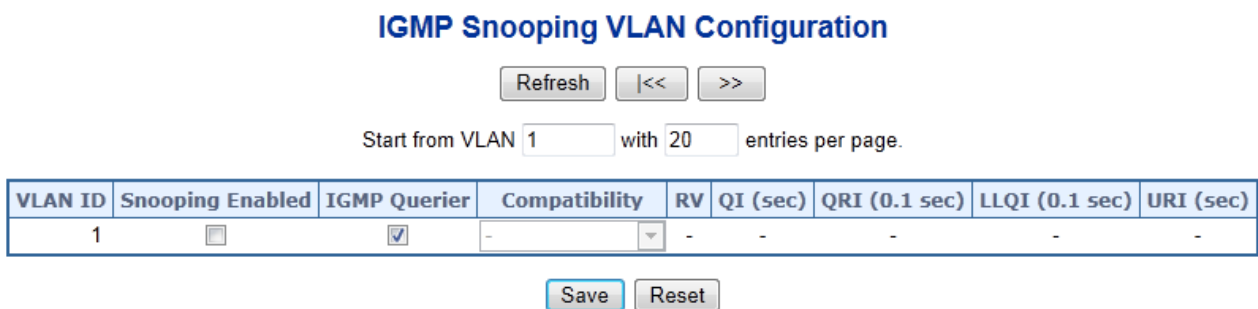 IGMP Snooping VLAN Configuration
Refresh |<< >>
Start from VLAN 1 with 20 entries per page.
VLAN ID Snooping Enabled IGMP Querier Compatibility RV QI (sec) QRI (0.1 sec) LLQI (0.1 sec) URI (sec)
1 - - - - - -
Save Reset